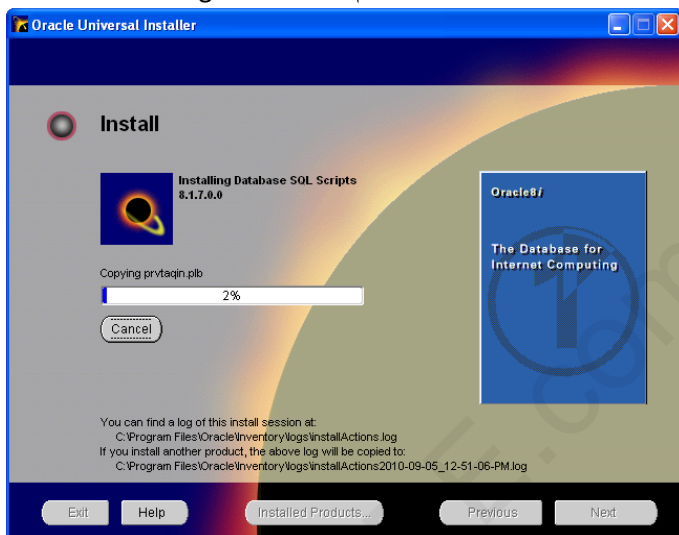 Oracle Universal Installer
Install
Installing Database SQL Scripts
8.1.7.0.0
Oracle8i
The Database for
Internet Computing
Copying prvtaqin.plb
2%
Cancel
You can find a log of this install session at:
C:\Program Files\Oracle\Inventory\logs\installActions.log
If you install another product, the above log will be copied to:
C:\Program Files\Oracle\Inventory\logs\installActions2010-09-05_12-51-06-PM.log
Exit
Help
Installed Products...
Previous
Next